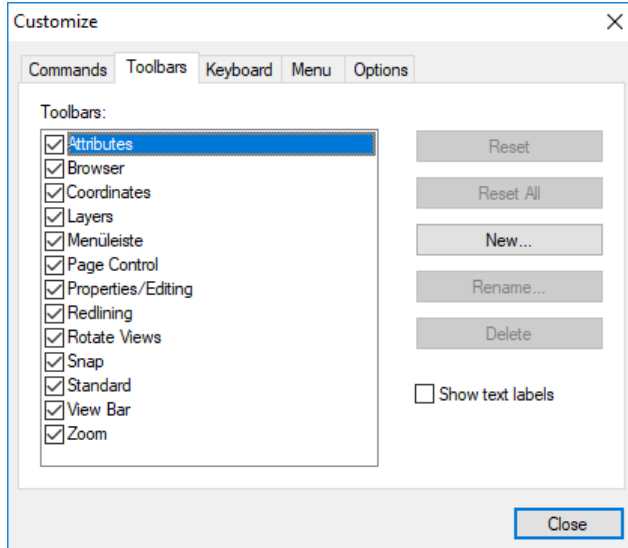 Customize
Commands Toolbars Keyboard Menu Options
Toolbars:
Attributes
Browser
Coordinates
Layers
Menüleiste
Page Control
Properties/Editing
Redlining
Rotate Views
Snap
Standard
View Bar
Zoom
Reset
Reset All
New...
Rename...
Delete
Show text labels
Close